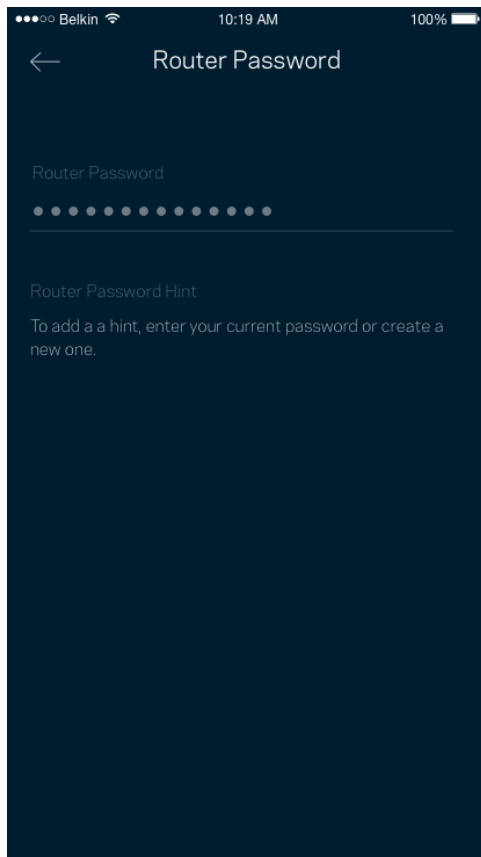 Belkin 10:19 AM 100%
Router Password
Router Password
●●●●●●●●●●●●●●
Router Password Hint
To add a a hint, enter your current password or create a
new one.